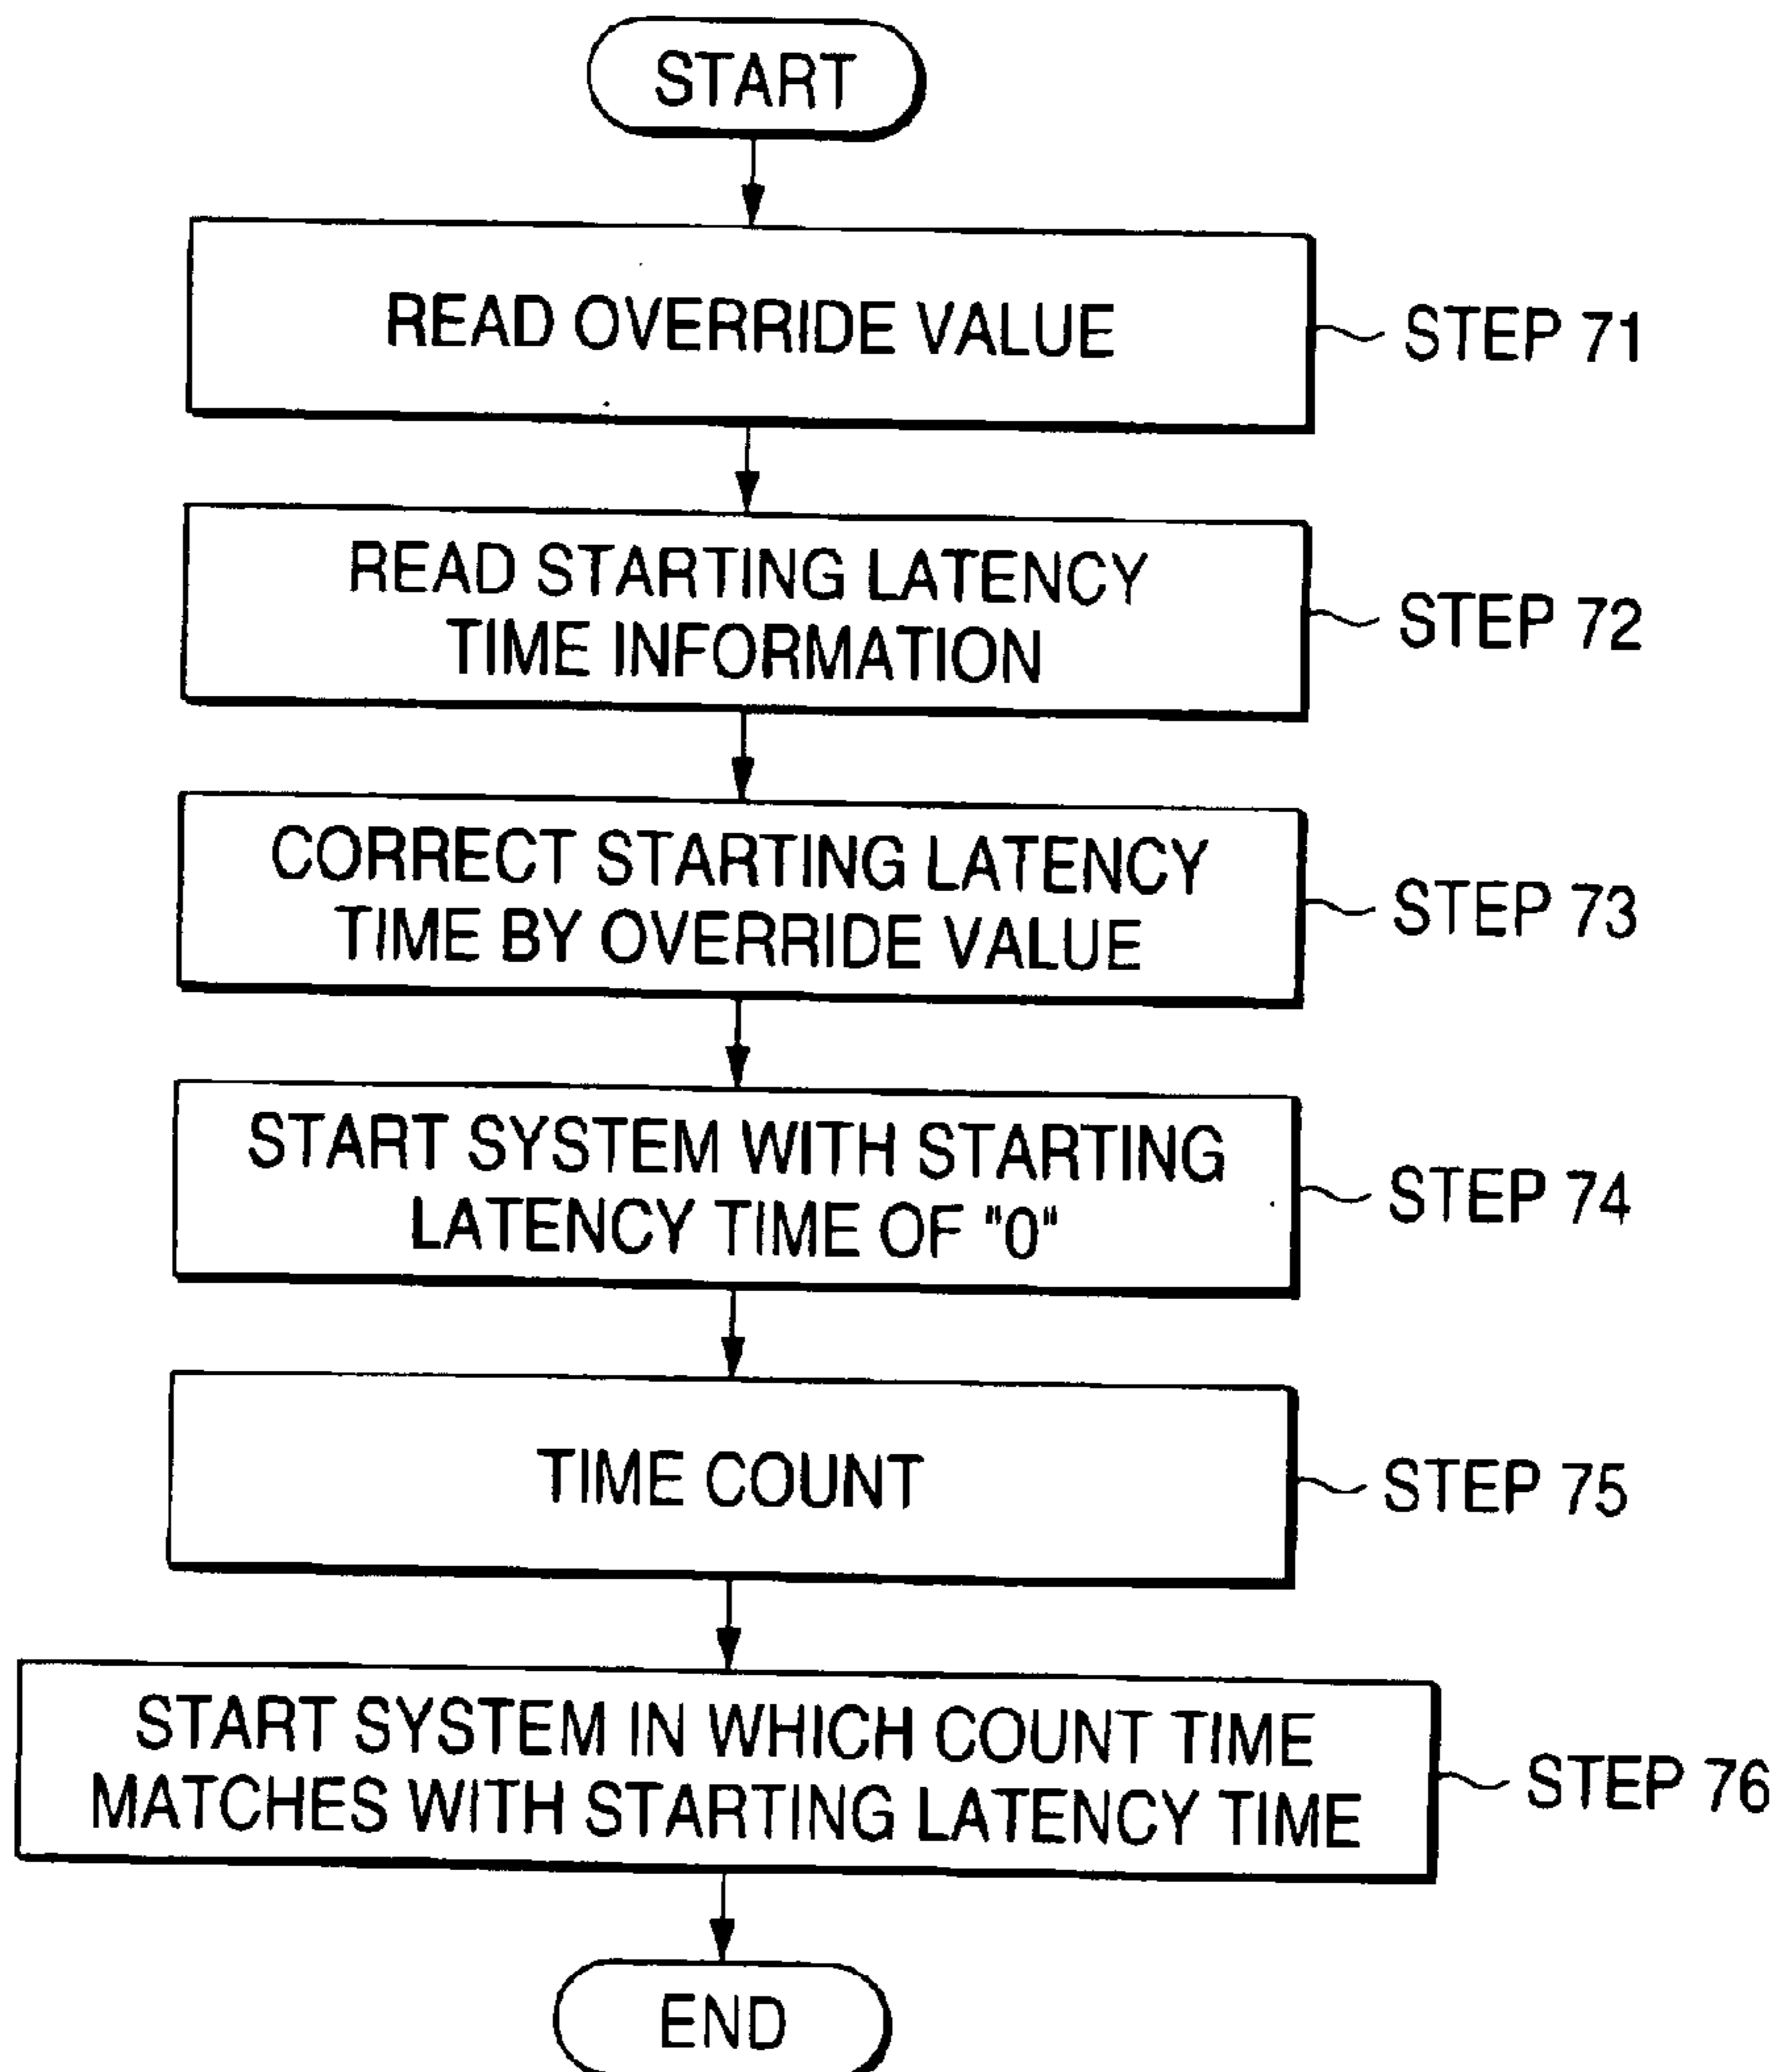 START
READ OVERRIDE VALUE
STEP 71
READ STARTING LATENCY
TIME INFORMATION
STEP 72
CORRECT STARTING LATENCY
TIME BY OVERRIDE VALUE
STEP 73
START SYSTEM WITH STARTING
LATENCY TIME OF "0"
STEP 74
TIME COUNT
STEP 75
START SYSTEM IN WHICH COUNT TIME
MATCHES WITH STARTING LATENCY TIME
STEP 76
END